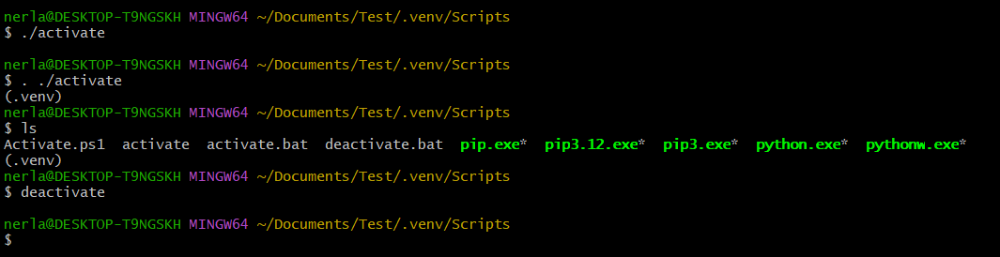 nerla@DESKTOP-T9NGSKH MINGW64 ~/Documents/Test/.venv/Scripts
$ ./activate
nerla@DESKTOP-T9NGSKH MINGW64 ~/Documents/Test/.venv/Scripts
$ . ./activate
(.venv)
nerla@DESKTOP-T9NGSKH MINGW64 ~/Documents/Test/.venv/Scripts
$ ls
Activate.ps1  activate  activate.bat  deactivate.bat  pip.exe*  pip3.12.exe*  pip3.exe*  python.exe*  pythonw.exe*
(.venv)
nerla@DESKTOP-T9NGSKH MINGW64 ~/Documents/Test/.venv/Scripts
$ deactivate
nerla@DESKTOP-T9NGSKH MINGW64 ~/Documents/Test/.venv/Scripts
$